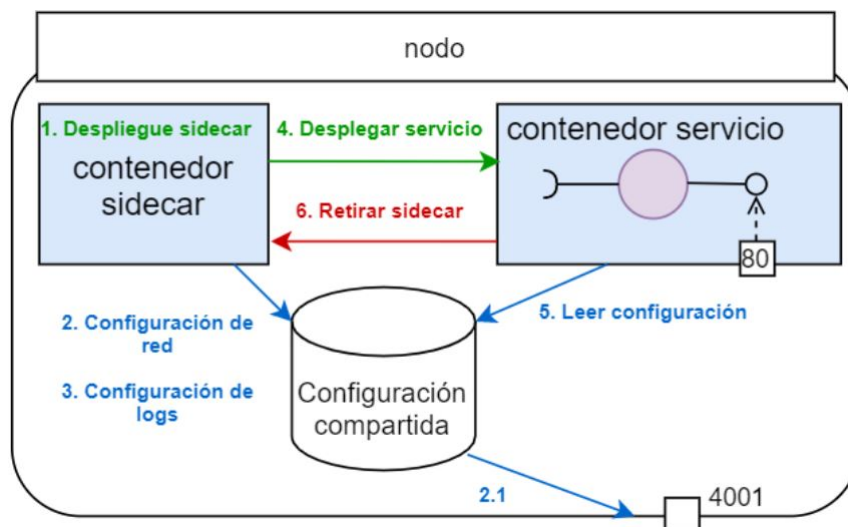 nodo
1. Despliegue sidecar
contenedor
sidecar
4. Desplegar servicio
6. Retirar sidecar
contenedor servicio
80
2. Configuración de
red
3. Configuración de
logs
5. Leer configuración
Configuración
compartida
2.1
4001